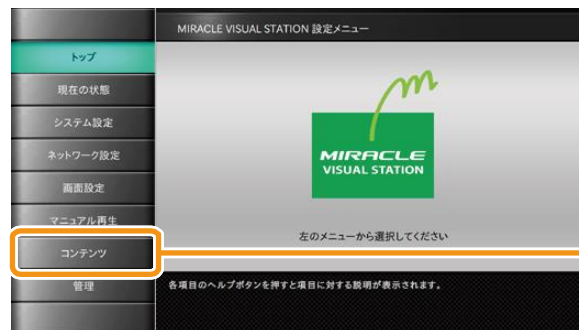 MIRACLE VISUAL STATION 設定メニュー
トップ
現在の状態
システム設定
ネットワーク設定
画面設定
マニュアル再生
コンテンツ
管理
m
MIRACLE
VISUAL STATION
左のメニューから選択してください
各項目のヘルプボタンを押すと項目に対する説明が表示されます。